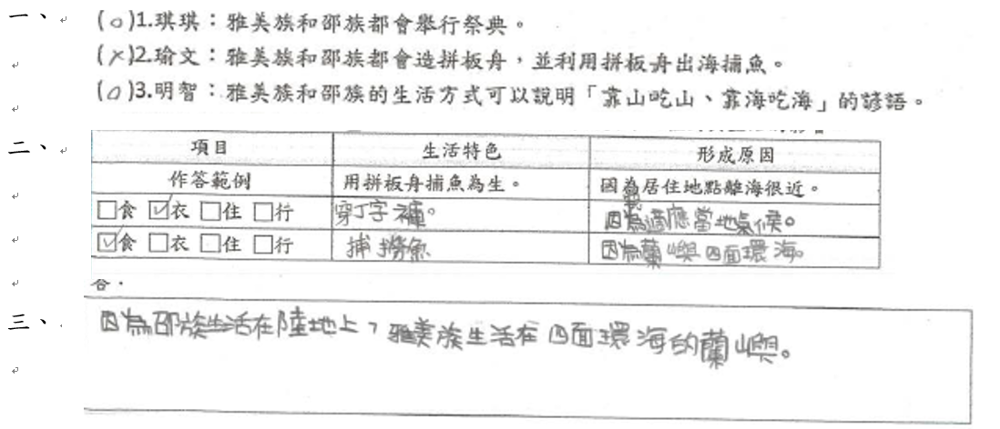 一、 (o)1.琪琪：雅美族和邵族都會舉行祭典。
(×)2.瑜文：雅美族和邵族都會造拼板舟，並利用拼板舟出海捕魚。
(o)3.明智：雅美族和邵族的生活方式可以說明「靠山吃山、靠海吃海」的諺語。
二、 項目 生活特色 形成原因
作答範例 用拼板舟捕魚為生。 因為居住地點離海很近。
□食 ☑衣 □住 □行 穿丁字褲。 因為適應當地氣候。
☑食 □衣 □住 □行 捕撈魚 因為蘭嶼四面環海。
三、 因為邵族生活在陸地上，雅美族生活在四面環海的蘭嶼。